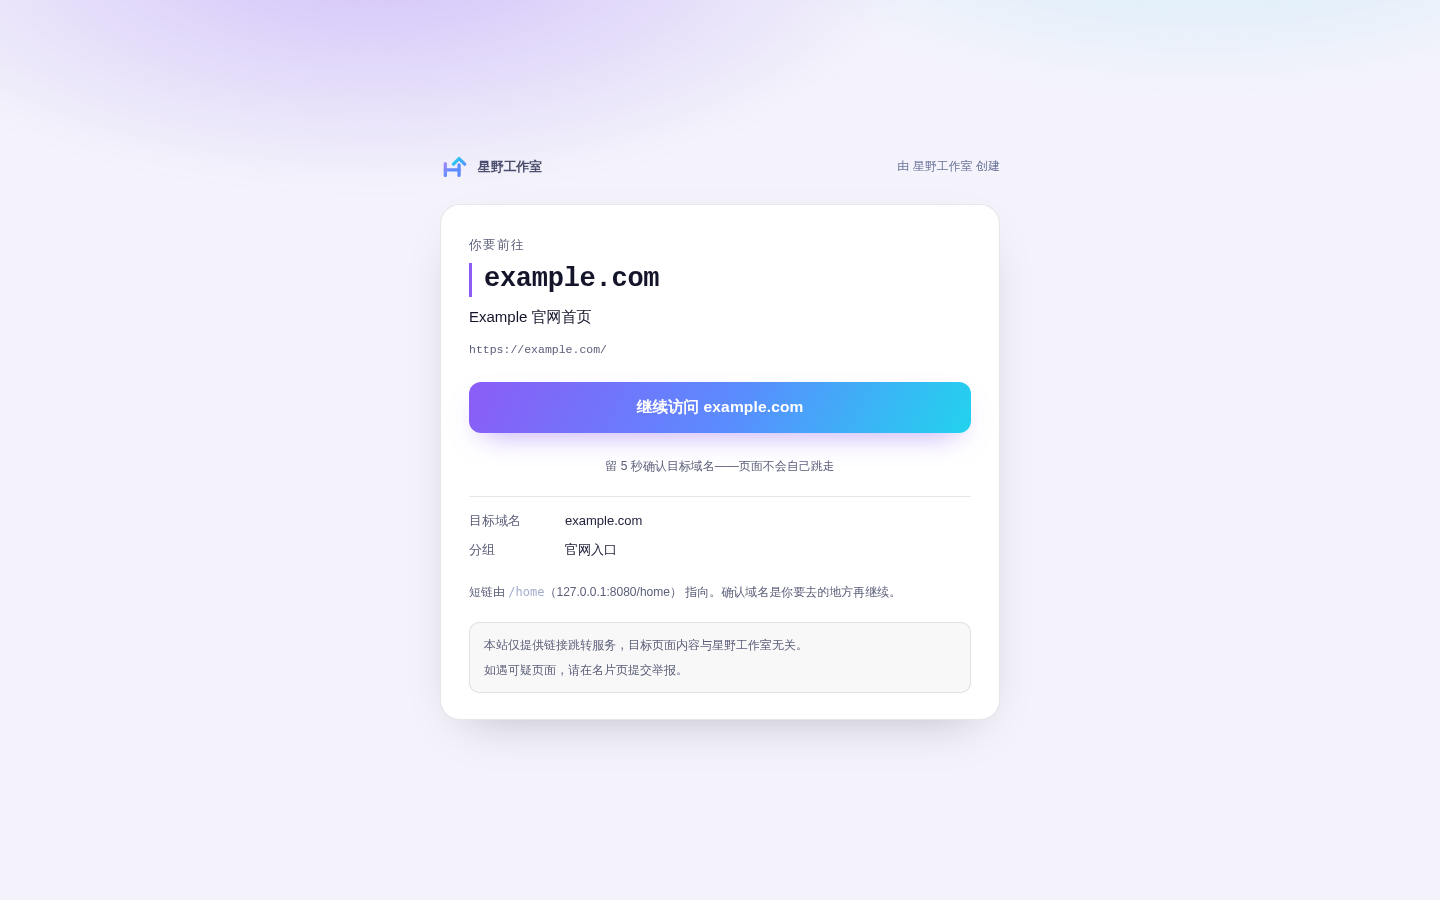 星野工作室
由 星野工作室 创建
你要前往
example.com
Example 官网首页
https://example.com/
继续访问 example.com
留 5 秒确认目标域名——页面不会自己跳走
目标域名 example.com
分组 官网入口
短链由 /home（127.0.0.1:8080/home） 指向。确认域名是你要去的地方再继续。
本站仅提供链接跳转服务，目标页面内容与星野工作室无关。
如遇可疑页面，请在名片页提交举报。